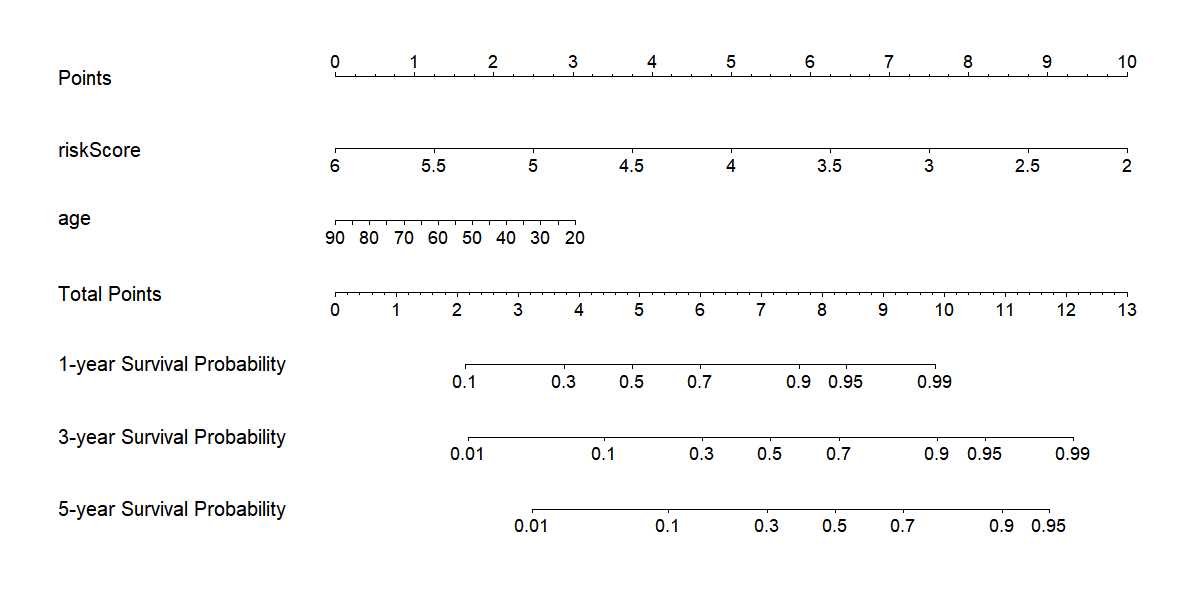 0 1 2 3 4 5 6 7 8 9 10
Points
riskScore
6 5.5 5 4.5 4 3.5 3 2.5 2
age
90 80 70 60 50 40 30 20
Total Points
0 1 2 3 4 5 6 7 8 9 10 11 12 13
1-year Survival Probability
0.1 0.3 0.5 0.7 0.9 0.95 0.99
3-year Survival Probability
0.01 0.1 0.3 0.5 0.7 0.9 0.95 0.99
5-year Survival Probability
0.01 0.1 0.3 0.5 0.7 0.9 0.95